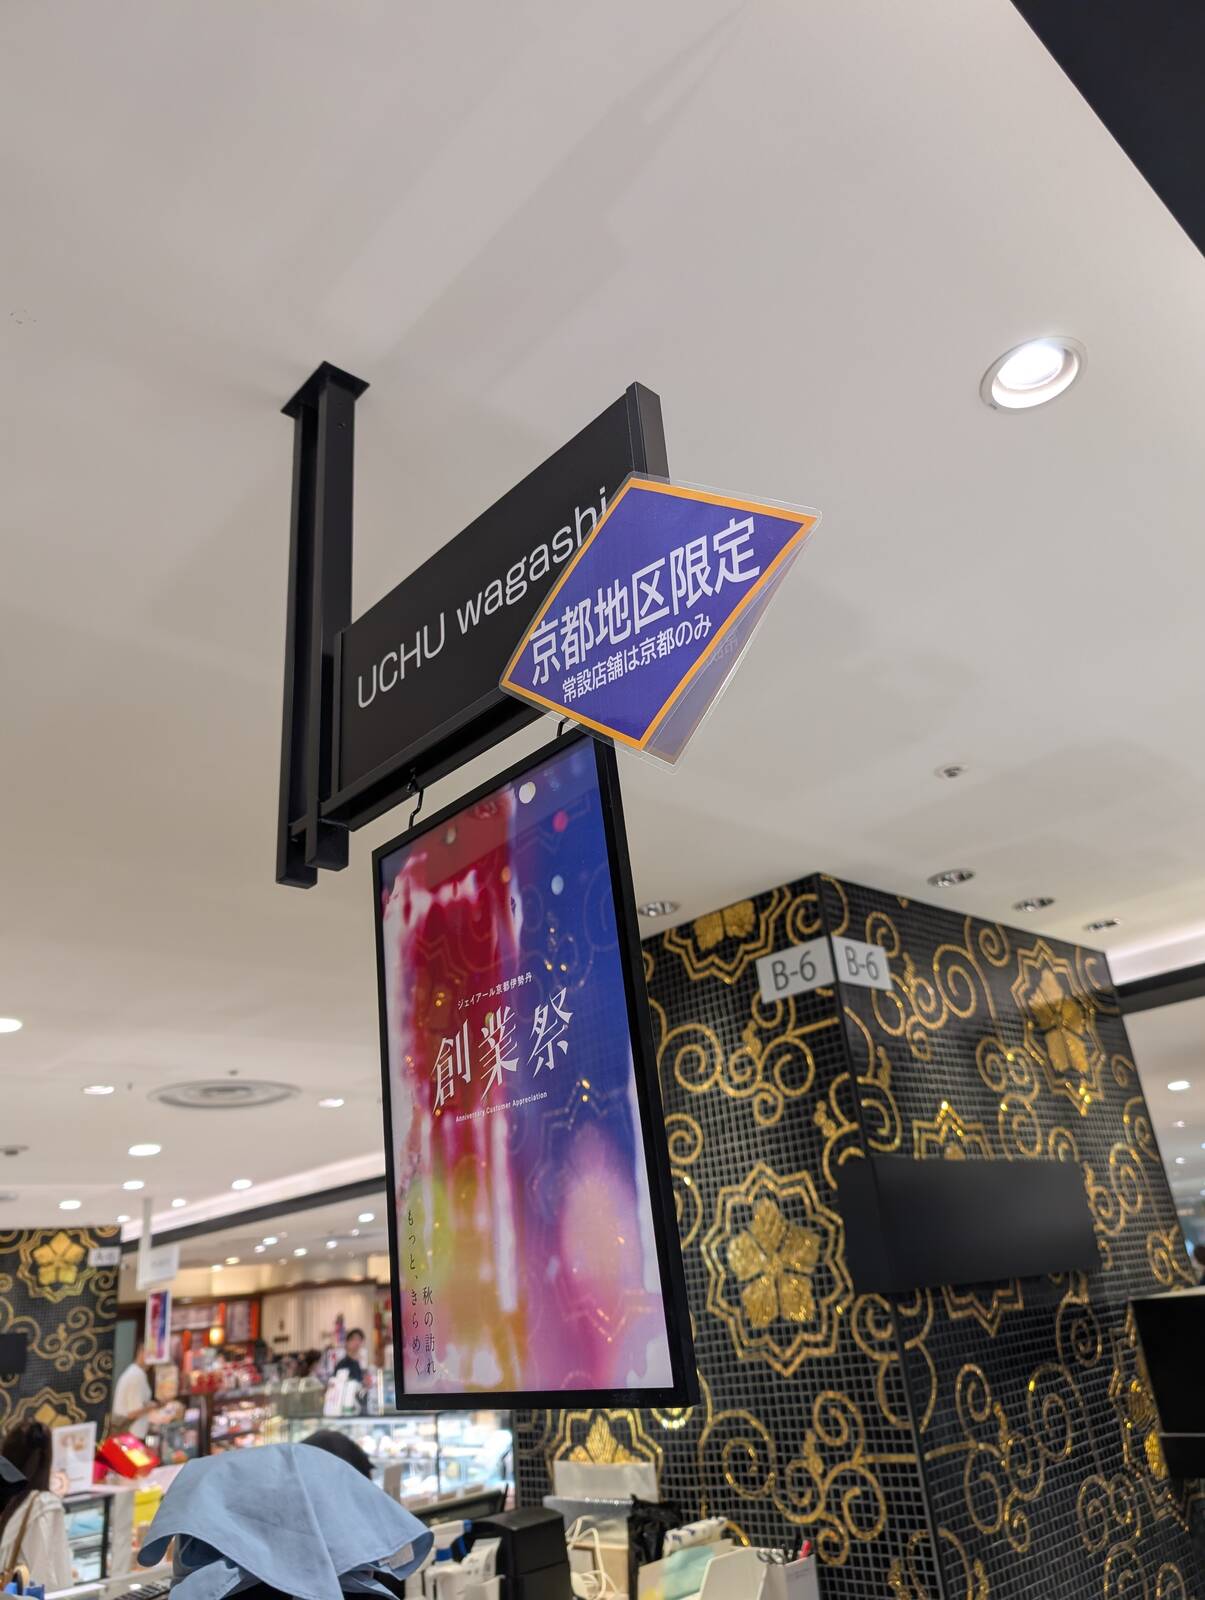 UCHU wagashi
京都地区限定
常設店舗は京都のみ
ジェイアール京都伊勢丹
創業祭
Anniversary Customer Appreciation
秋の訪れ
もっと、きらめく
B-6
B-6
A-6